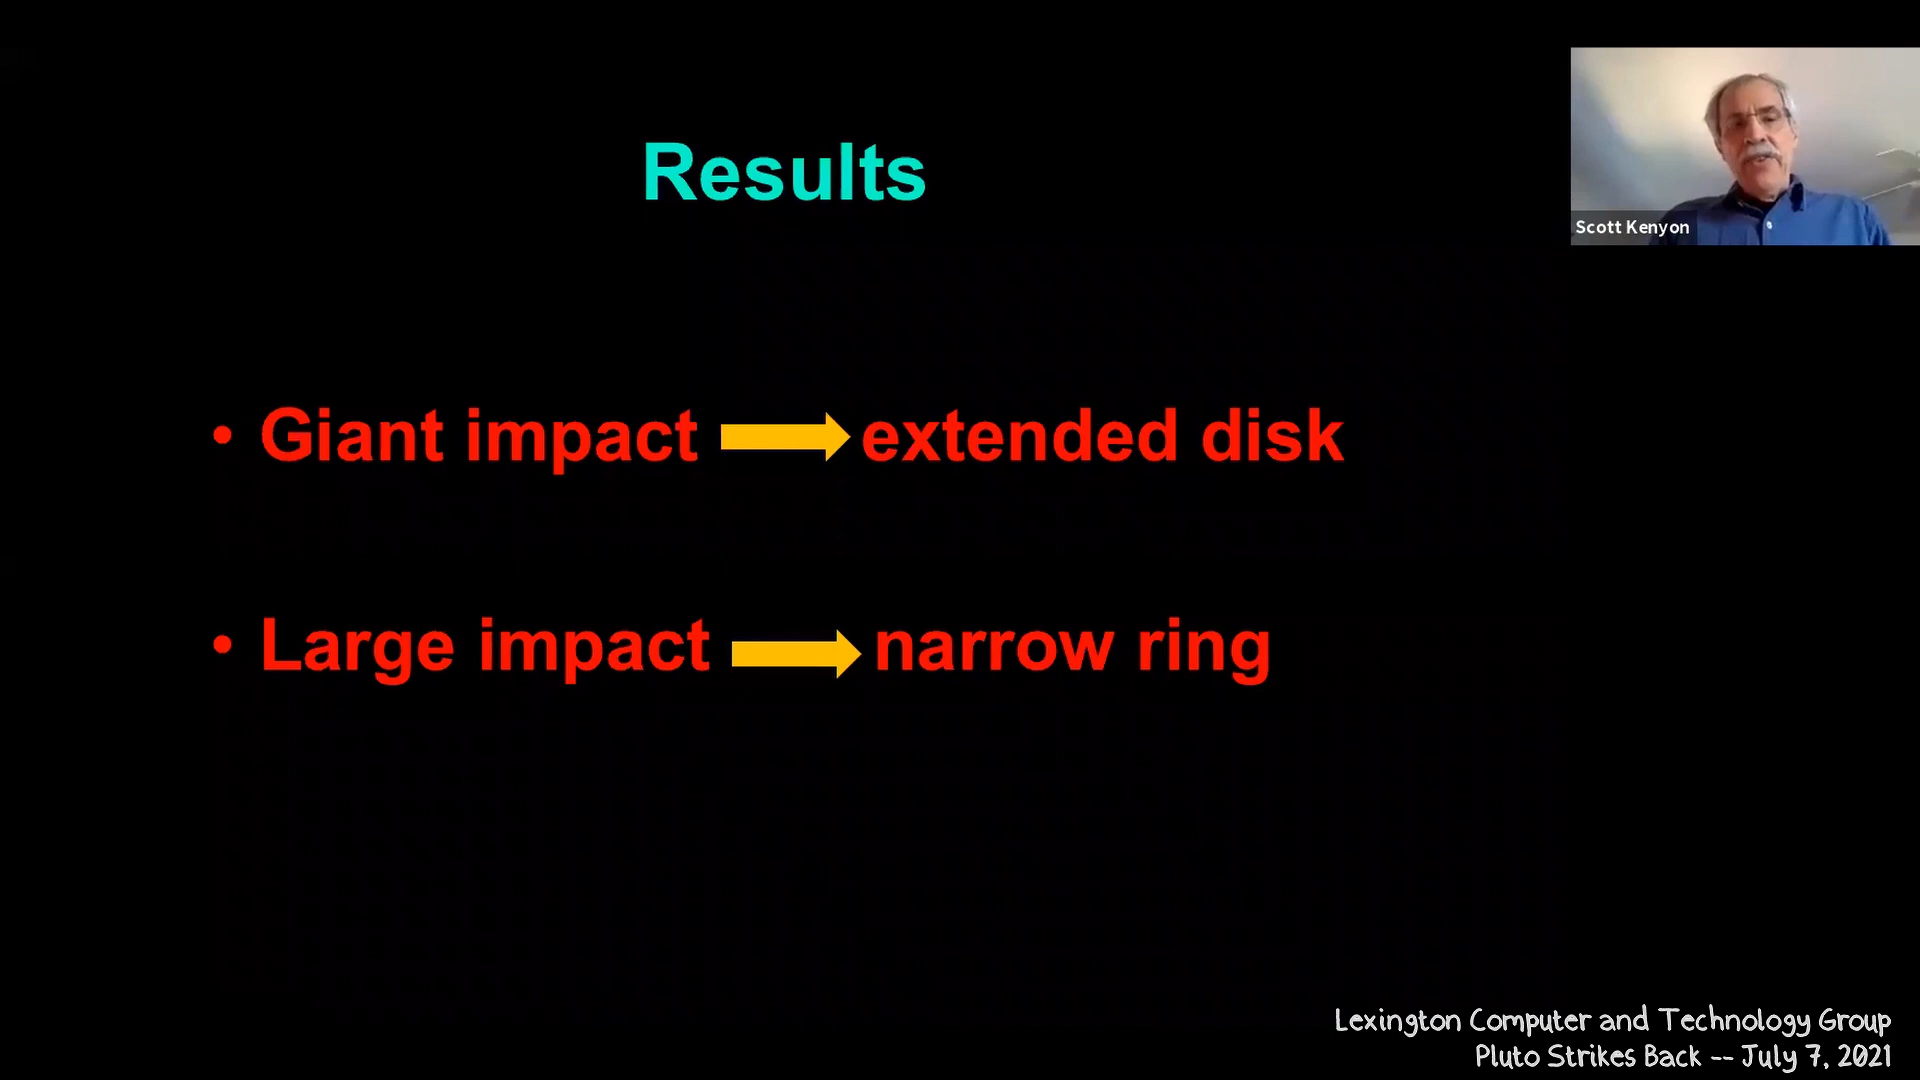 Results
Scott Kenyon
• Giant impact → extended disk
• Large impact → narrow ring
Lexington Computer and Technology Group
Pluto Strikes Back -- July 7, 2021